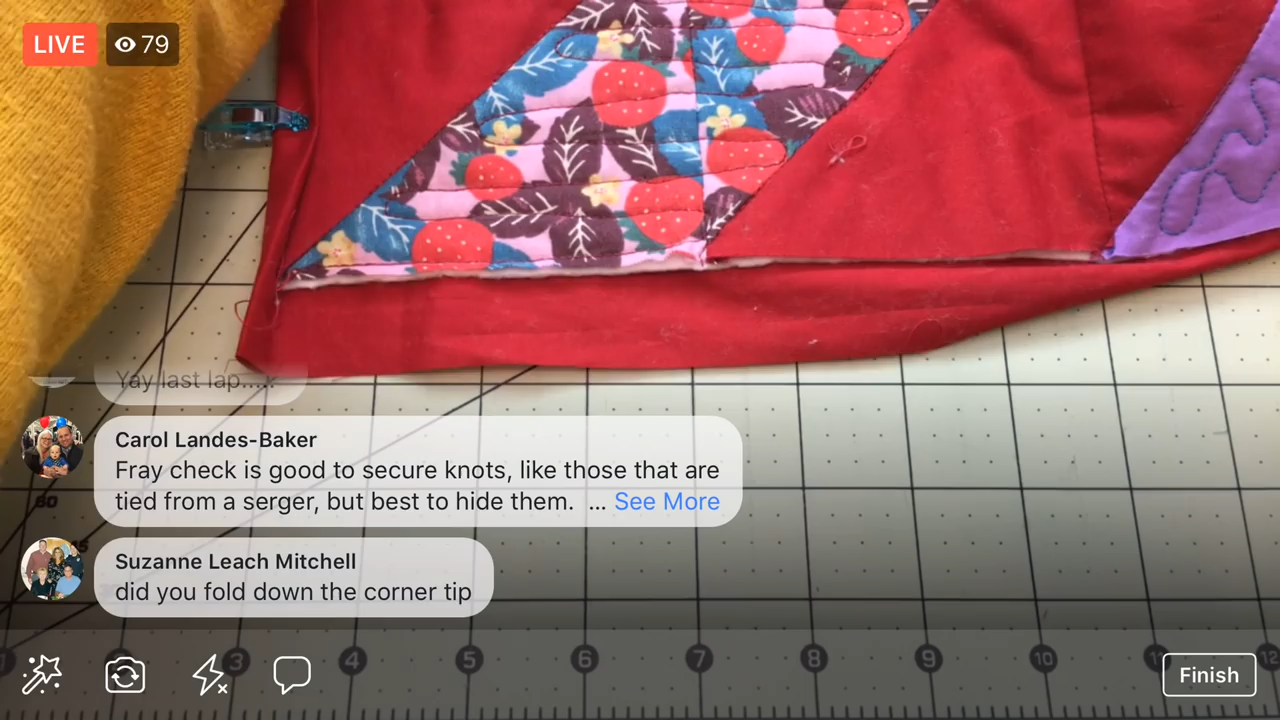 LIVE
79
Yay last lap.....
Carol Landes-Baker
Fray check is good to secure knots, like those that are
tied from a serger, but best to hide them. ... See More
Suzanne Leach Mitchell
did you fold down the corner tip
3 4 5 6 7 8 9 10 11 12
Finish